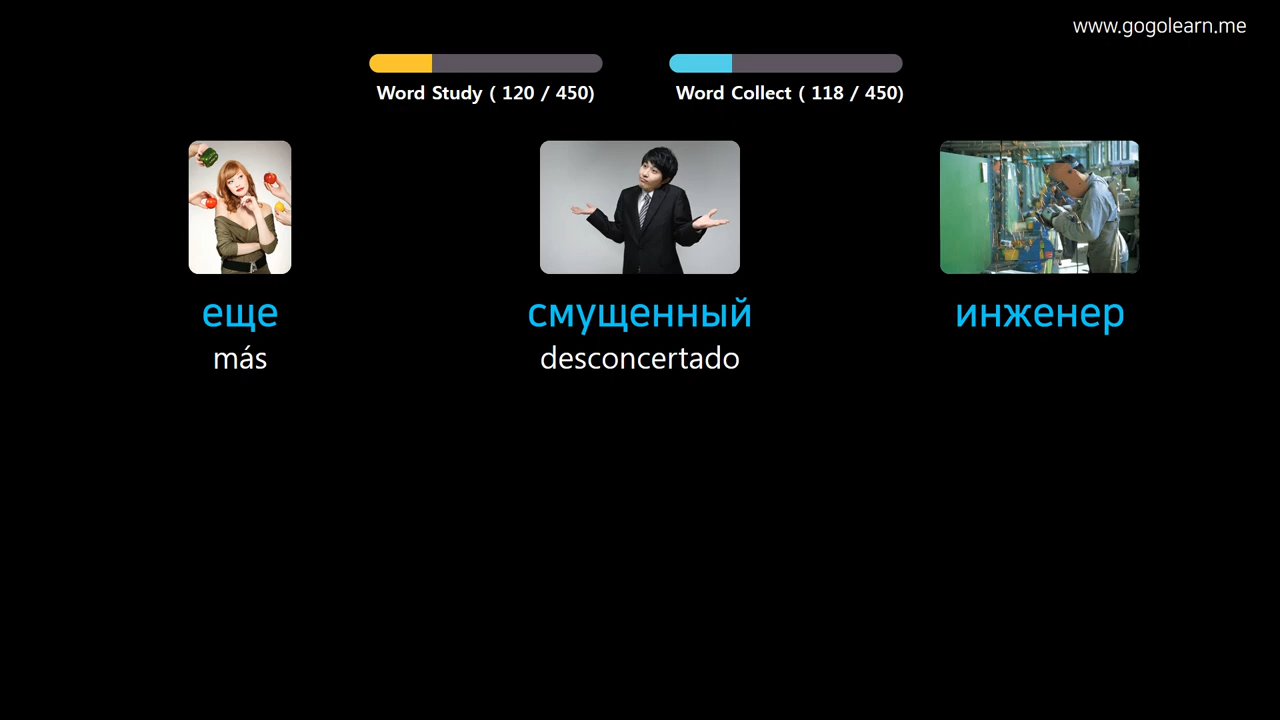 www.gogolearn.me
Word Study ( 120 / 450)
Word Collect ( 118 / 450)
еще
смущенный
инженер
más
desconcertado